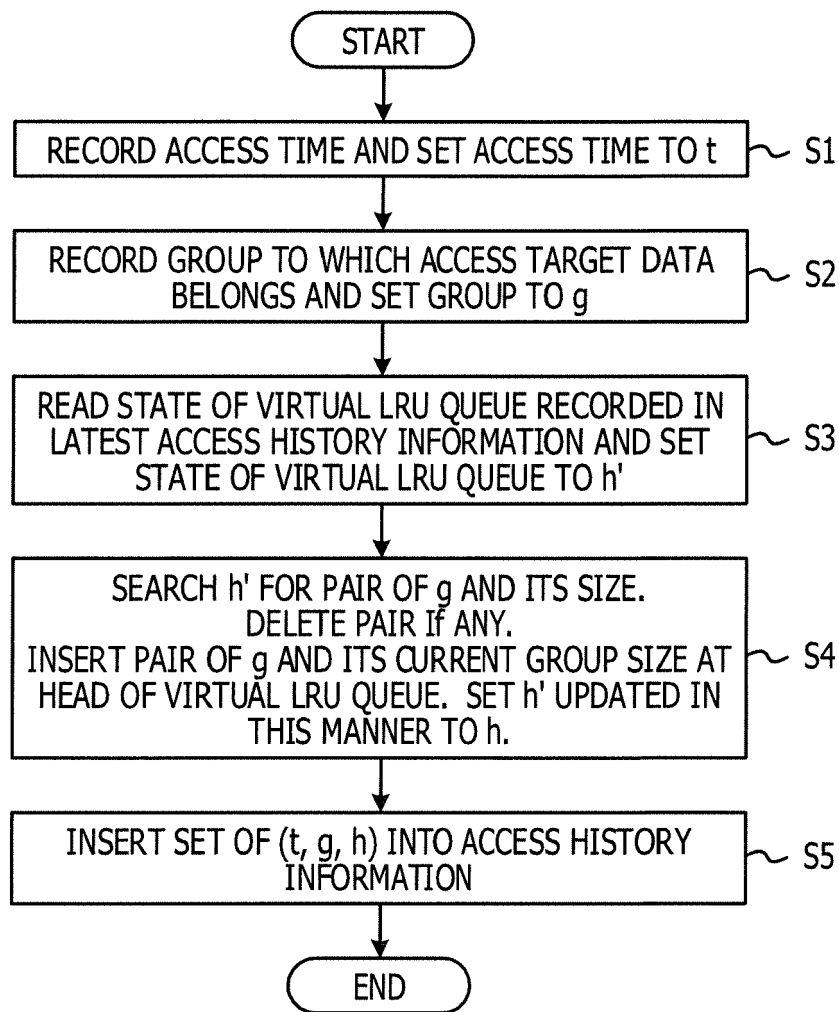 START
RECORD ACCESS TIME AND SET ACCESS TIME TO t
S1
RECORD GROUP TO WHICH ACCESS TARGET DATA
BELONGS AND SET GROUP TO g
S2
READ STATE OF VIRTUAL LRU QUEUE RECORDED IN
LATEST ACCESS HISTORY INFORMATION AND SET
STATE OF VIRTUAL LRU QUEUE TO h'
S3
SEARCH h' FOR PAIR OF g AND ITS SIZE.
DELETE PAIR If ANY.
INSERT PAIR OF g AND ITS CURRENT GROUP SIZE AT
HEAD OF VIRTUAL LRU QUEUE. SET h' UPDATED IN
THIS MANNER TO h.
S4
INSERT SET OF (t, g, h) INTO ACCESS HISTORY
INFORMATION
S5
END